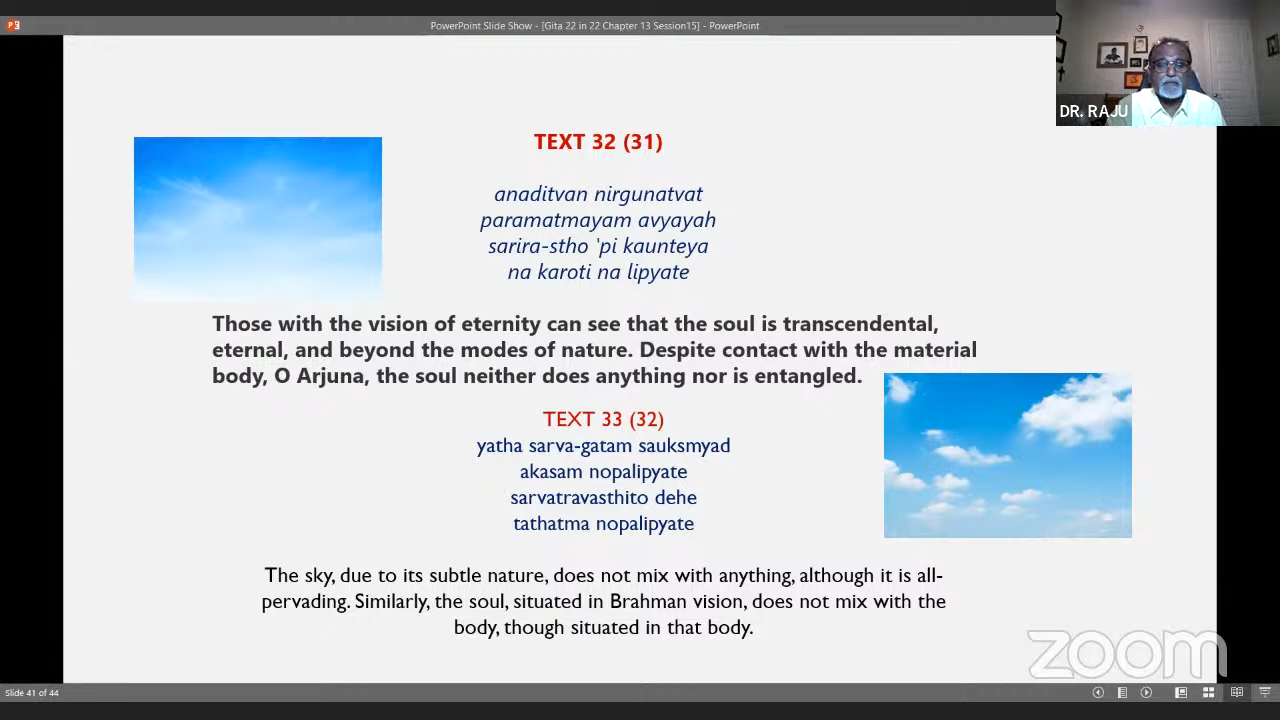 PowerPoint Slide Show - [Gita 22 in 22 Chapter 13 Session15] - PowerPoint
DR. RAJU
TEXT 32 (31)
anaditvan nirgunatvat
paramatmayam avyayah
sarira-stho 'pi kaunteya
na karoti na lipyate
Those with the vision of eternity can see that the soul is transcendental,
eternal, and beyond the modes of nature. Despite contact with the material
body, O Arjuna, the soul neither does anything nor is entangled.
TEXT 33 (32)
yatha sarva-gatam sauksmyad
akasam nopalipyate
sarvatravasthito dehe
tathatma nopalipyate
The sky, due to its subtle nature, does not mix with anything, although it is all-
pervading. Similarly, the soul, situated in Brahman vision, does not mix with the
body, though situated in that body.
zoom
Slide 41 of 44